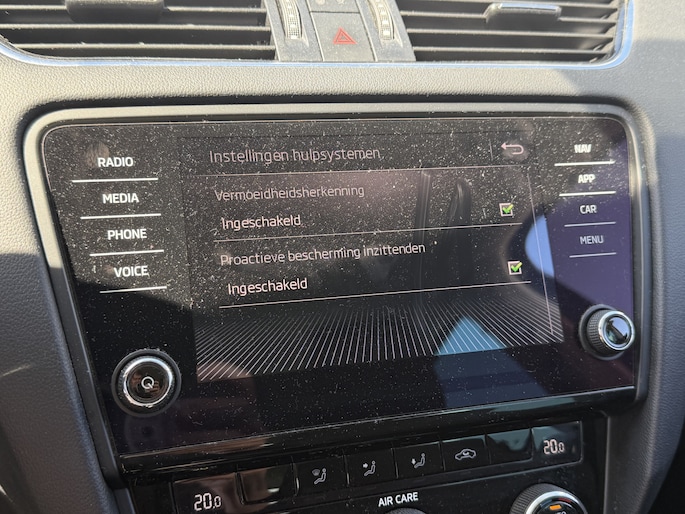 RADIO
MEDIA
PHONE
VOICE
Instellingen hulpsystemen
Vermoeidheidsherkenning
Ingeschakeld
Proactieve bescherming inzittenden
Ingeschakeld
NAV
APP
CAR
MENU
20.0
AIR CARE
20.0